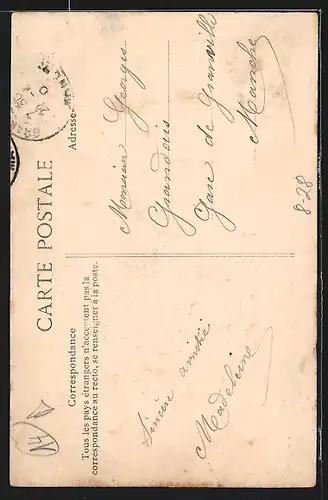 CARTE POSTALE
Correspondance
Tous les pays étrangers n'acceptent pas la
correspondance au recto, se renseigner à la poste.
Sincère amitié
Madeleine
Adresse
Monsieur Georges
Grandais
Gare de Granville
Manche
8-28